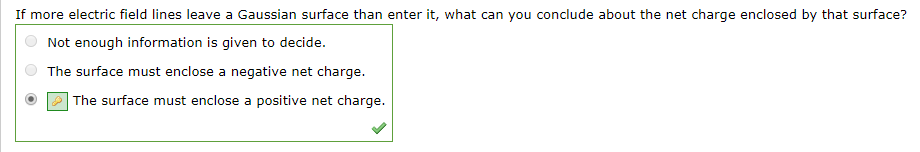 If more electric field lines leave a Gaussian surface than enter it, what can you conclude about the net charge enclosed by that surface?
Not enough information is given to decide.
The surface must enclose a negative net charge.
The surface must enclose a positive net charge.